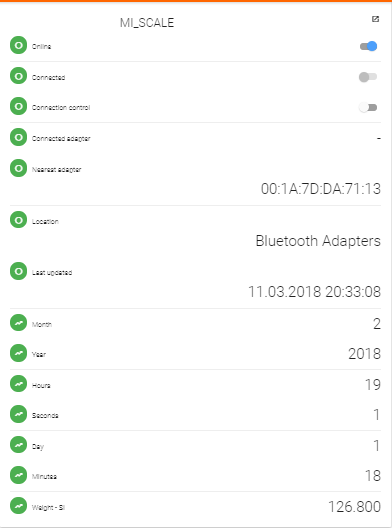 MI_SCALE
Online
Connected
Connection control
Connected adapter -
Nearest adapter
00:1A:7D:DA:71:13
Location
Bluetooth Adapters
Last updated
11.03.2018 20:33:08
Month 2
Year 2018
Hours 19
Seconds 1
Day 1
Minutes 18
Weight - SI 126.800